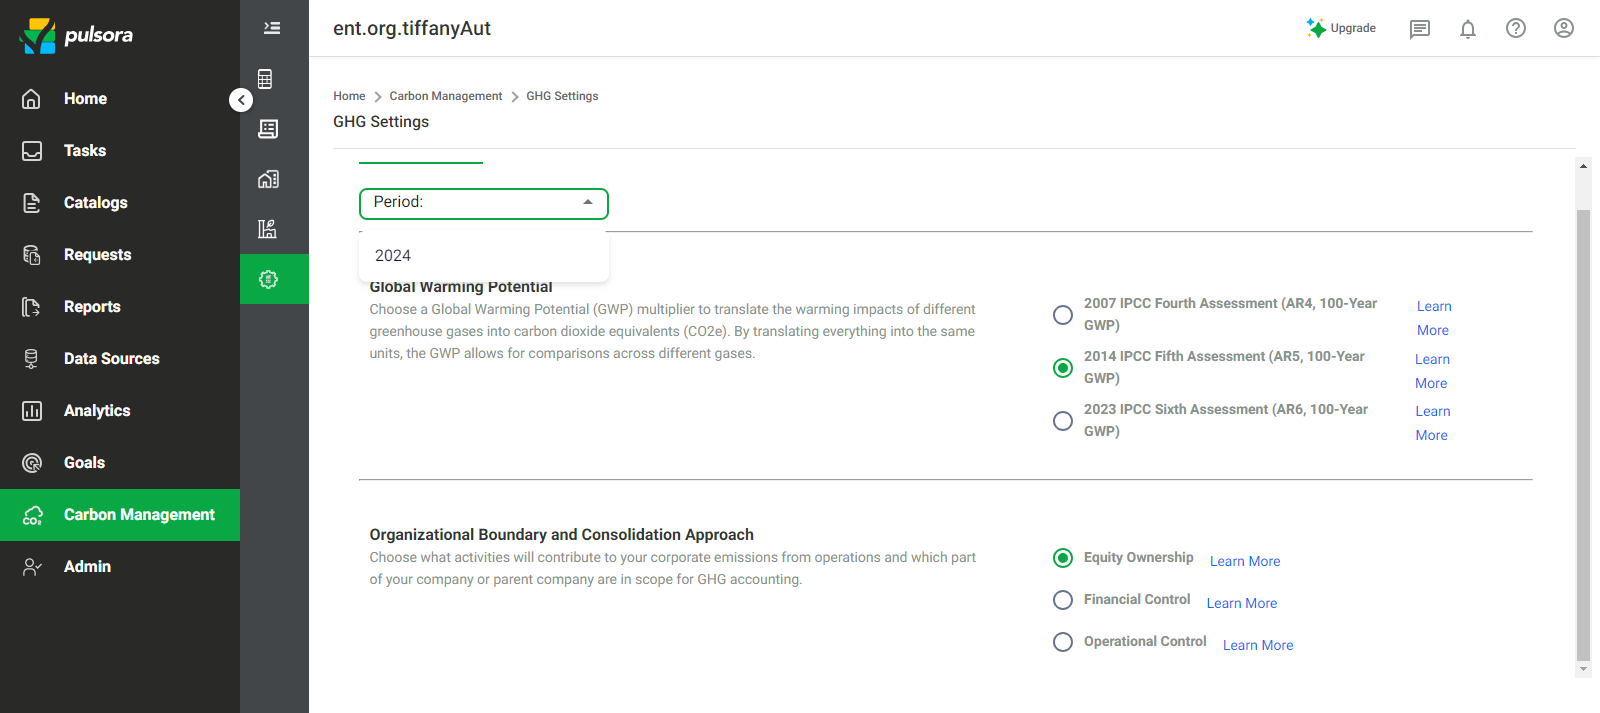 pulsora
ent.org.tiffanyAut
Upgrade
Home
Tasks
Catalogs
Requests
Reports
Data Sources
Analytics
Goals
Carbon Management
Admin
Home > Carbon Management > GHG Settings
GHG Settings
Period:
2024
Global Warming Potential
Choose a Global Warming Potential (GWP) multiplier to translate the warming impacts of different
greenhouse gases into carbon dioxide equivalents (CO2e). By translating everything into the same
units, the GWP allows for comparisons across different gases.
2007 IPCC Fourth Assessment (AR4, 100-Year
GWP)
Learn
More
2014 IPCC Fifth Assessment (AR5, 100-Year
GWP)
Learn
More
2023 IPCC Sixth Assessment (AR6, 100-Year
GWP)
Learn
More
Organizational Boundary and Consolidation Approach
Choose what activities will contribute to your corporate emissions from operations and which part
of your company or parent company are in scope for GHG accounting.
Equity Ownership Learn More
Financial Control Learn More
Operational Control Learn More